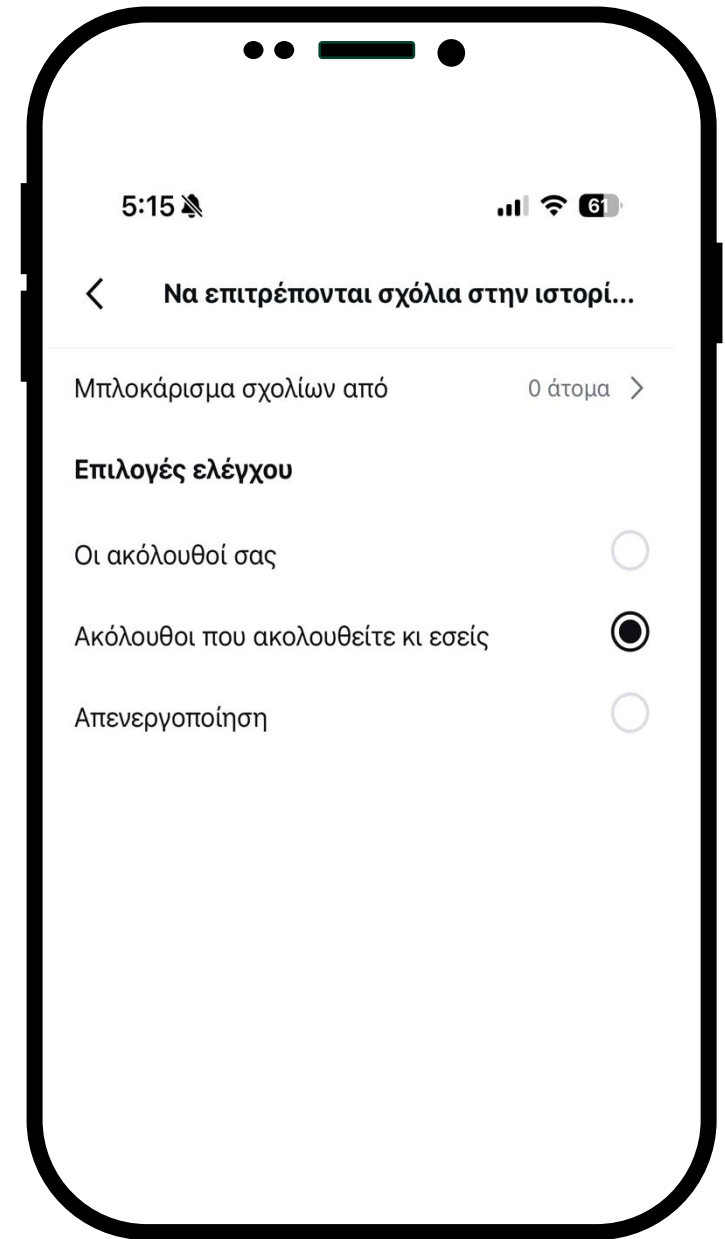 5:15
61
Να επιτρέπονται σχόλια στην ιστορί...
Μπλοκάρισμα σχολίων από 0 άτομα
Επιλογές ελέγχου
Οι ακόλουθοί σας
Ακόλουθοι που ακολουθείτε κι εσείς
Απενεργοποίηση